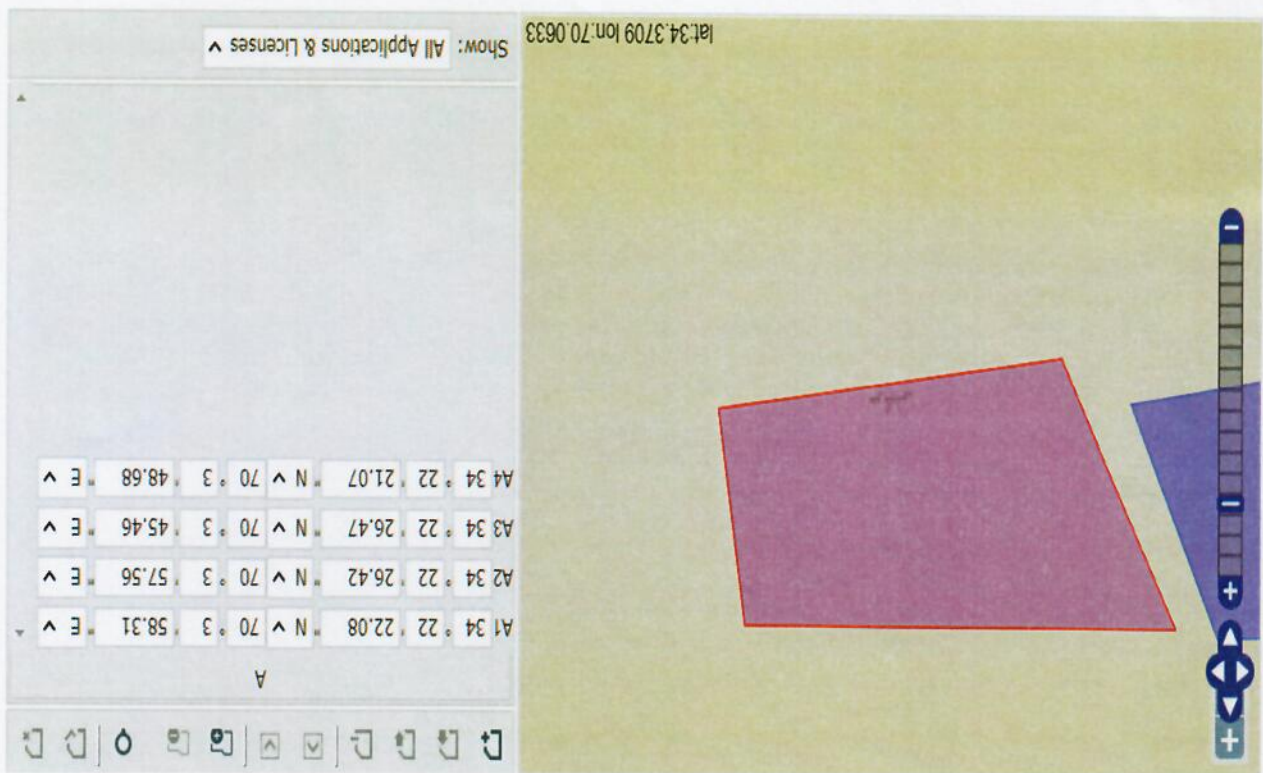 A
A1 34 ° 22 ' 22.08 " N 70 ° 3 ' 58.31 " E
A2 34 ° 22 ' 26.42 " N 70 ° 3 ' 57.56 " E
A3 34 ° 22 ' 26.47 " N 70 ° 3 ' 45.46 " E
A4 34 ° 22 ' 21.07 " N 70 ° 3 ' 48.68 " E
Show: All Applications & Licenses
lat:34.3709 lon:70.0633